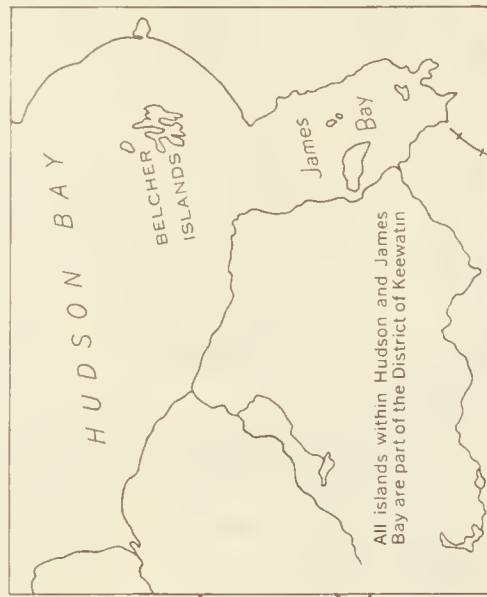 HUDSON BAY
BELCHER
ISLANDS
James
Bay
All islands within Hudson and James
Bay are part of the District of Keewatin